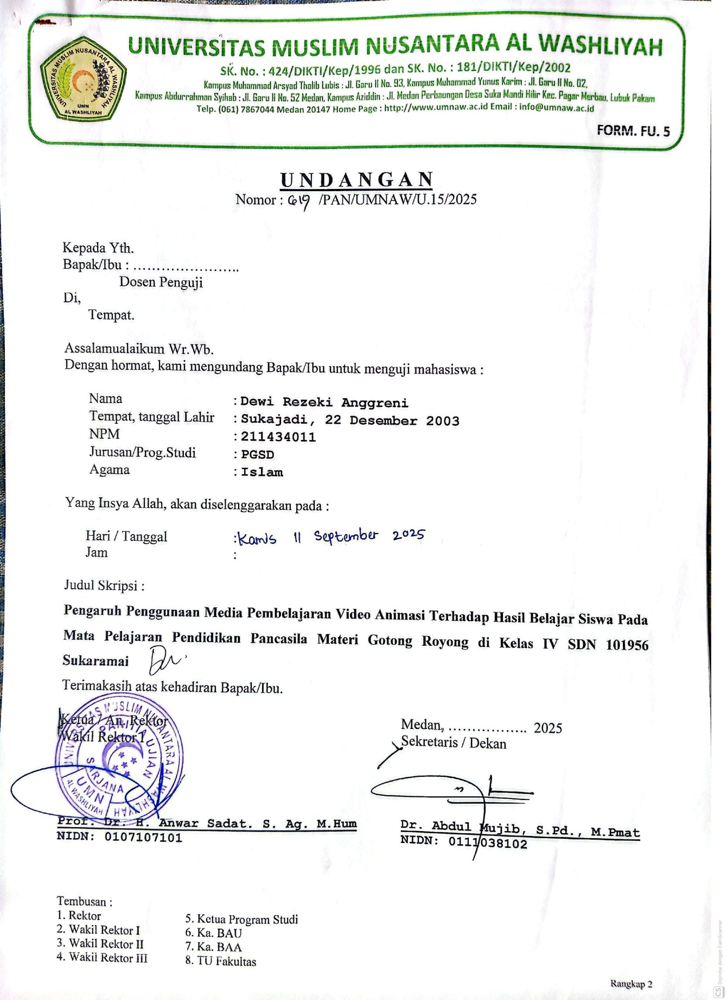 UNIVERSITAS MUSLIM NUSANTARA AL WASHLIYAH
SK. No. : 424/DIKTI/Kep/1996 dan SK. No. : 181/DIKTI/Kep/2002
Kampus Muhammad Arsyad Thalib Lubis : Jl. Garu II No. 93, Kampus Muhammad Yunus Karim : Jl. Garu II No. 02,
Kampus Abdurrahman Syihab : Jl. Garu II No. 52 Medan, Kampus Aziddin : Jl. Medan Perbaungan Desa Suka Mandi Hilir Kec. Pagar Merbau, Lubuk Pakam
Telp. (061) 7867044 Medan 20147 Home Page : http://www.umnaw.ac.id Email : info@umnaw.ac.id
UNIVERSITAS MUSLIM NUSANTARA AL WASHLIYAH
UMN
AL WASHLIYAH
FORM. FU. 5
UNDANGAN
Nomor : 619 /PAN/UMNAW/U.15/2025
Kepada Yth.
Bapak/Ibu : .......................
Dosen Penguji
Di,
Tempat.
Assalamualaikum Wr.Wb.
Dengan hormat, kami mengundang Bapak/Ibu untuk menguji mahasiswa :
Nama : Dewi Rezeki Anggreni
Tempat, tanggal Lahir : Sukajadi, 22 Desember 2003
NPM : 211434011
Jurusan/Prog.Studi : PGSD
Agama : Islam
Yang Insya Allah, akan diselenggarakan pada :
Hari / Tanggal : Kamis 11 September 2025
Jam :
Judul Skripsi :
Pengaruh Penggunaan Media Pembelajaran Video Animasi Terhadap Hasil Belajar Siswa Pada
Mata Pelajaran Pendidikan Pancasila Materi Gotong Royong di Kelas IV SDN 101956
Sukaramai
Terimakasih atas kehadiran Bapak/Ibu.
Ketua / An. Rektor
Wakil Rektor I
UNIVERSITAS MUSLIM NUSANTARA AL WASHLIYAH
PANITIA UJIAN
SARJANA
UMN
AL WASHLIYAH
Prof. Dr. H. Anwar Sadat. S. Ag. M.Hum
NIDN: 0107107101
Medan, ................. 2025
Sekretaris / Dekan
Dr. Abdul Mujib, S.Pd., M.Pmat
NIDN: 0111038102
Tembusan :
1. Rektor
2. Wakil Rektor I
3. Wakil Rektor II
4. Wakil Rektor III
5. Ketua Program Studi
6. Ka. BAU
7. Ka. BAA
8. TU Fakultas
Rangkap 2
CS Dipindai dengan CamScanner